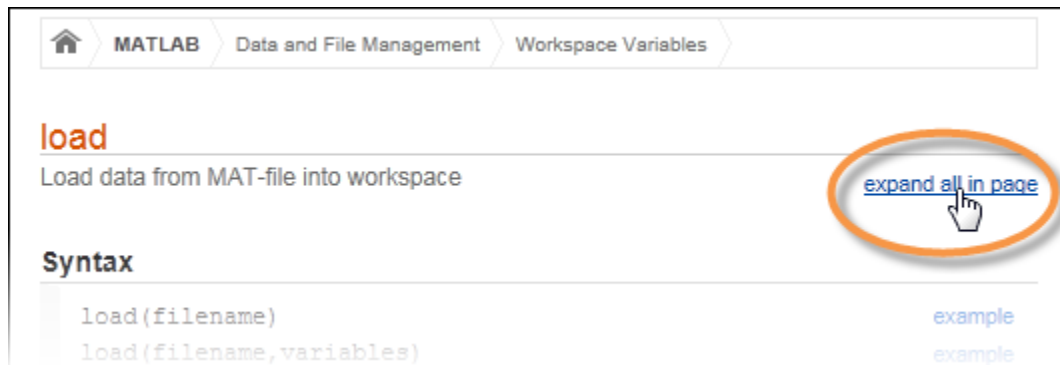 MATLAB Data and File Management Workspace Variables
load
Load data from MAT-file into workspace
expand all in page
Syntax
load(filename) example
load(filename,variables) example